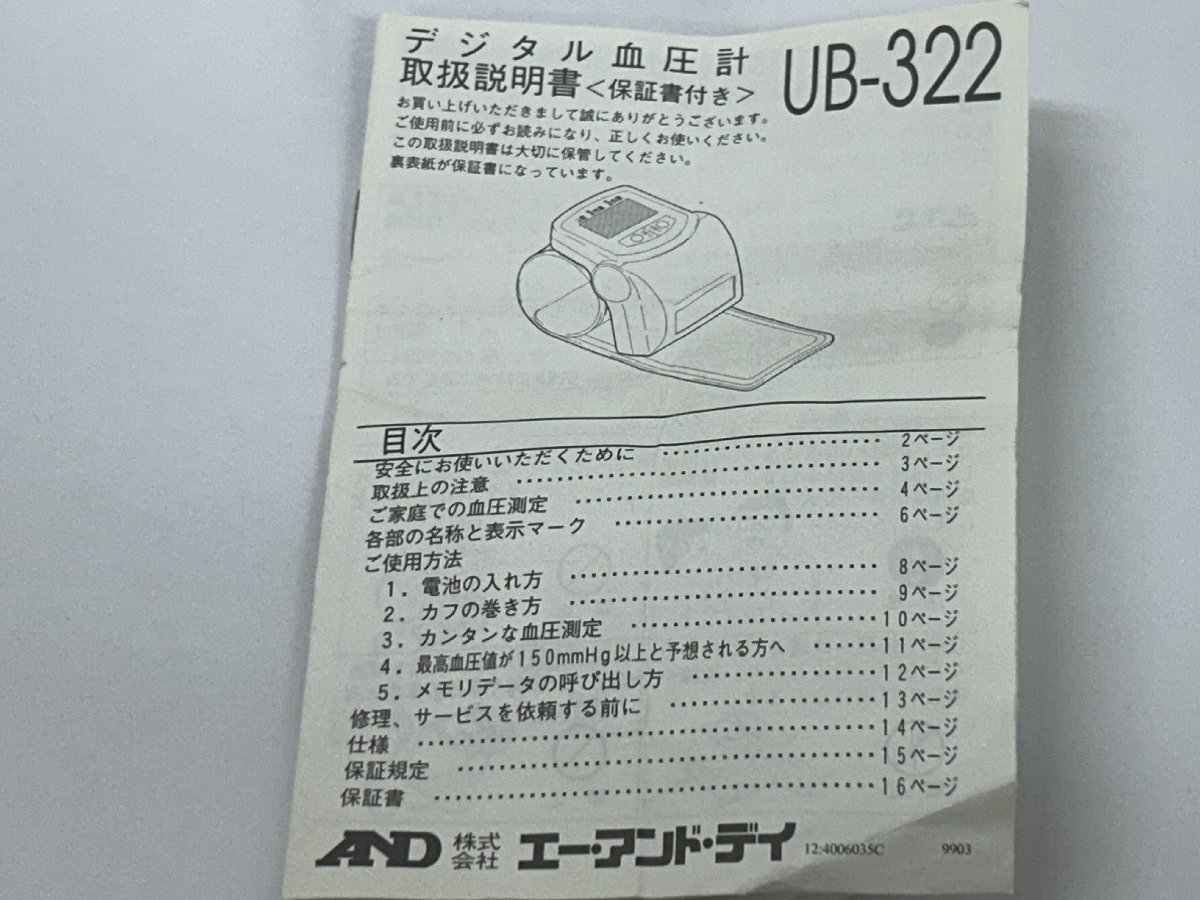 デジタル血圧計
UB-322
取扱説明書<保証書付き>
お買い上げいただきまして誠にありがとうございます。
ご使用前に必ずお読みになり、正しくお使いください。
この取扱説明書は大切に保管してください。
裏表紙が保証書になっています。
目次
安全にお使いいただくために ………………… 2ページ
取扱上の注意 ………………… 3ページ
ご家庭での血圧測定 ………………… 4ページ
各部の名称と表示マーク ………………… 6ページ
ご使用方法
1. 電池の入れ方 ………………… 8ページ
2. カフの巻き方 ………………… 9ページ
3. カンタンな血圧測定 ………………… 10ページ
4. 最高血圧値が150mmHg以上と予想される方へ …… 11ページ
5. メモリデータの呼び出し方 ………………… 12ページ
修理、サービスを依頼する前に ………………… 13ページ
仕様 ………………… 14ページ
保証規定 ………………… 15ページ
保証書 ………………… 16ページ
AND 株式会社 エー・アンド・デイ 12:4006035C 9903